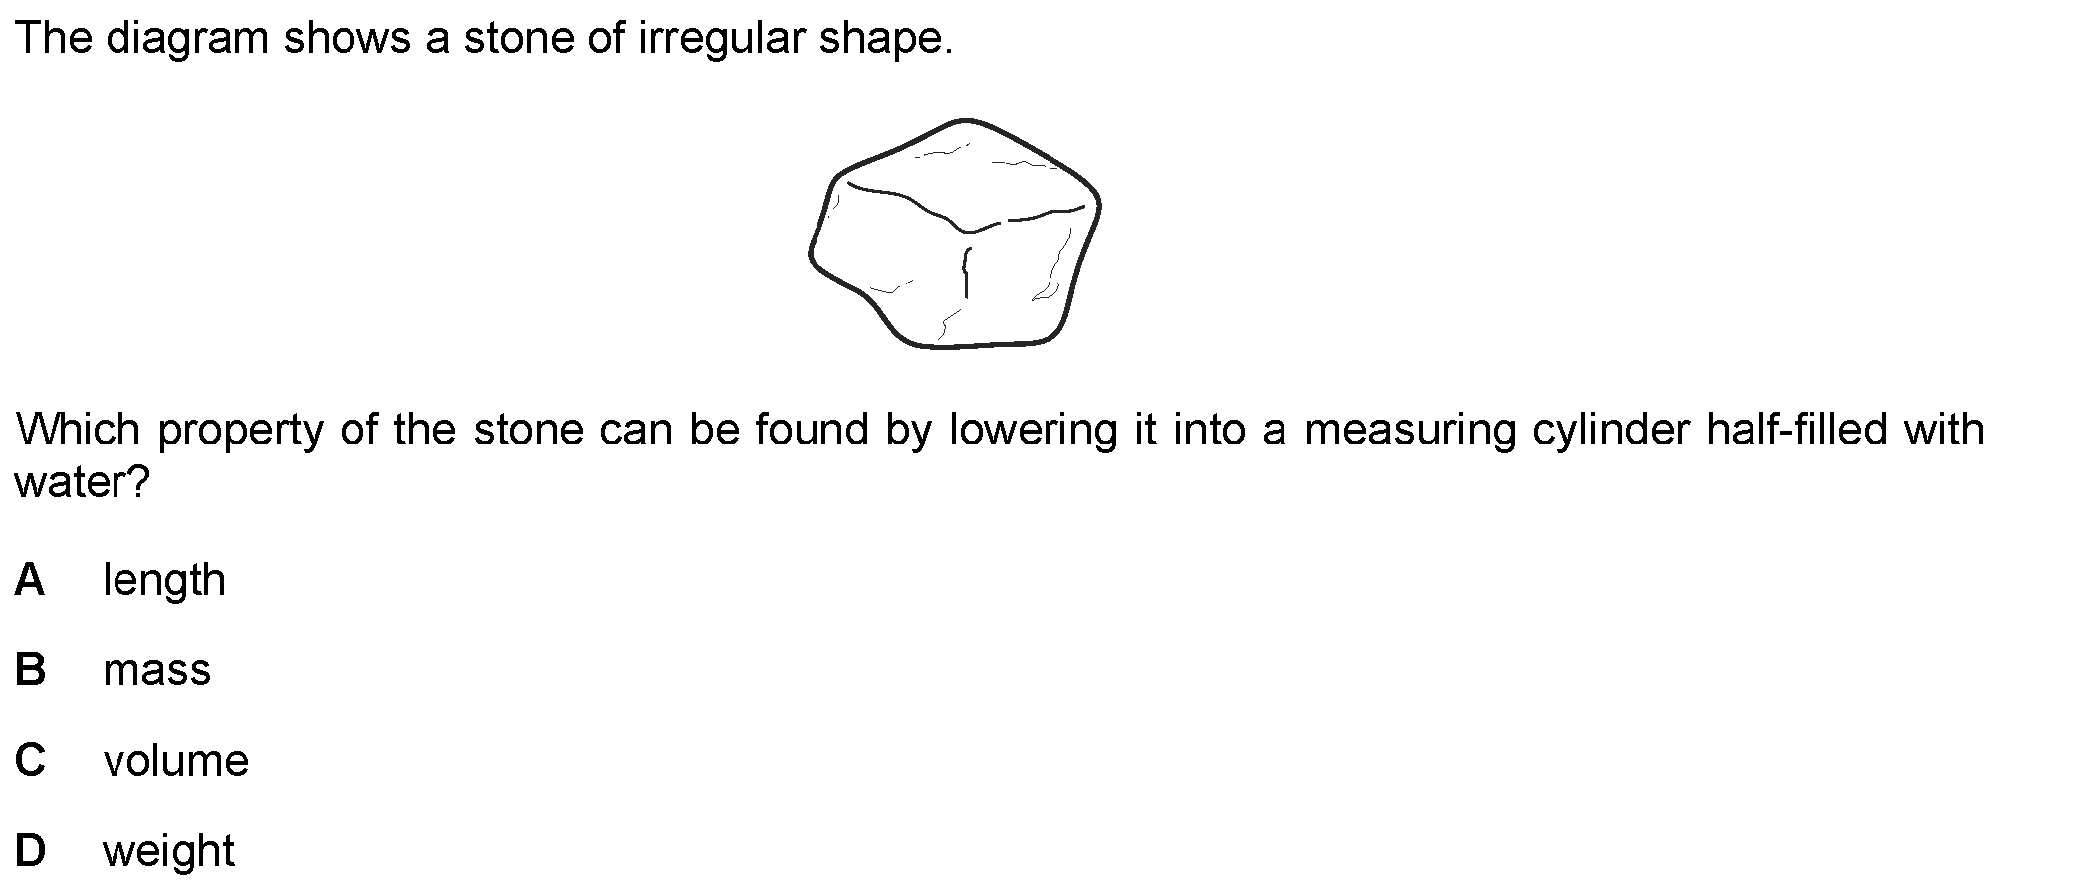 The diagram shows a stone of irregular shape.
Which property of the stone can be found by lowering it into a measuring cylinder half-filled with
water?
A length
B mass
C volume
D weight